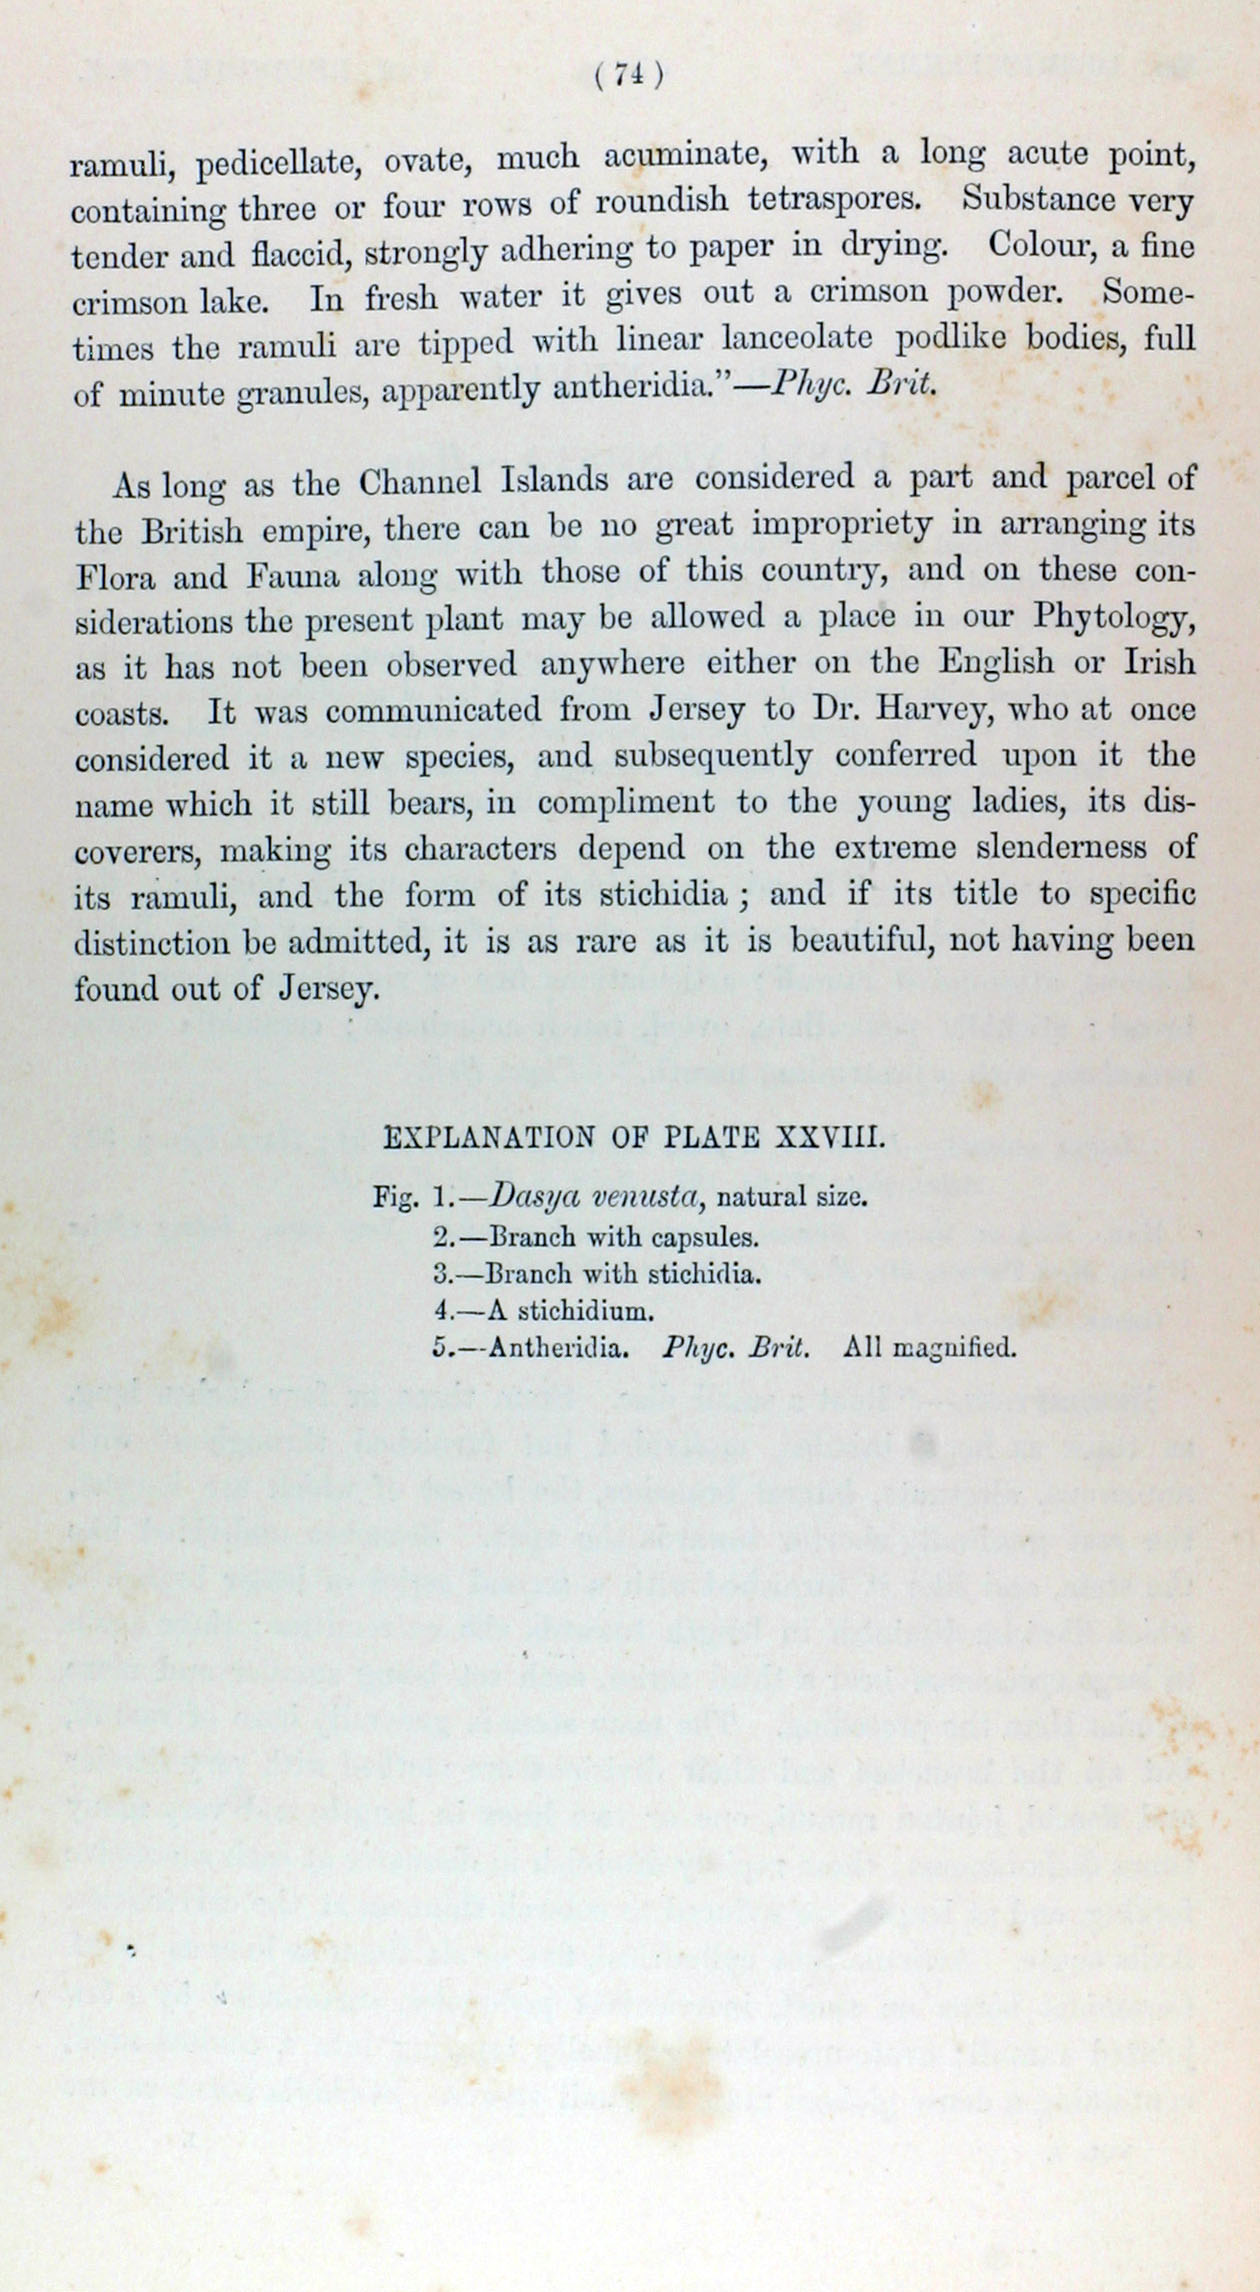 ( 74 )
ramuli, pedicellate, ovate, much acuminate, with a long acute point,
containing three or four rows of roundish tetraspores. Substance very
tender and flaccid, strongly adhering to paper in drying. Colour, a fine
crimson lake. In fresh water it gives out a crimson powder. Some-
times the ramuli are tipped with linear lanceolate podlike bodies, full
of minute granules, apparently antheridia."—Phyc. Brit.
As long as the Channel Islands are considered a part and parcel of
the British empire, there can be no great impropriety in arranging its
Flora and Fauna along with those of this country, and on these con-
siderations the present plant may be allowed a place in our Phytology,
as it has not been observed anywhere either on the English or Irish
coasts. It was communicated from Jersey to Dr. Harvey, who at once
considered it a new species, and subsequently conferred upon it the
name which it still bears, in compliment to the young ladies, its dis-
coverers, making its characters depend on the extreme slenderness of
its ramuli, and the form of its stichidia ; and if its title to specific
distinction be admitted, it is as rare as it is beautiful, not having been
found out of Jersey.
EXPLANATION OF PLATE XXVIII.
Fig. 1.—Dasya venusta, natural size.
2.—Branch with capsules.
3.—Branch with stichidia.
4.—A stichidium.
5.—Antheridia. Phyc. Brit. All magnified.